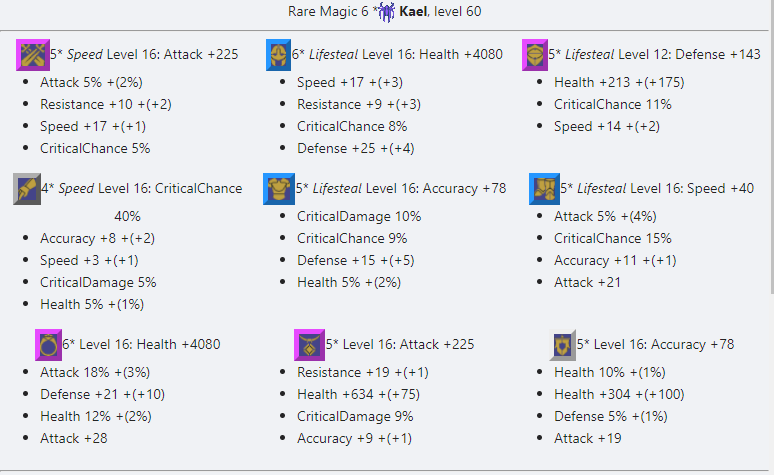 Rare Magic 6 * Kael, level 60
5* Speed Level 16: Attack +225
Attack 5% +(2%)
Resistance +10 +(+2)
Speed +17 +(+1)
CriticalChance 5%
6* Lifesteal Level 16: Health +4080
Speed +17 +(+3)
Resistance +9 +(+3)
CriticalChance 8%
Defense +25 +(+4)
5* Lifesteal Level 12: Defense +143
Health +213 +(+175)
CriticalChance 11%
Speed +14 +(+2)
4* Speed Level 16: CriticalChance
40%
Accuracy +8 +(+2)
Speed +3 +(+1)
CriticalDamage 5%
Health 5% +(1%)
5* Lifesteal Level 16: Accuracy +78
CriticalDamage 10%
CriticalChance 9%
Defense +15 +(+5)
Health 5% +(2%)
5* Lifesteal Level 16: Speed +40
Attack 5% +(4%)
CriticalChance 15%
Accuracy +11 +(+1)
Attack +21
6* Level 16: Health +4080
Attack 18% +(3%)
Defense +21 +(+10)
Health 12% +(2%)
Attack +28
5* Level 16: Attack +225
Resistance +19 +(+1)
Health +634 +(+75)
CriticalDamage 9%
Accuracy +9 +(+1)
5* Level 16: Accuracy +78
Health 10% +(1%)
Health +304 +(+100)
Defense 5% +(1%)
Attack +19